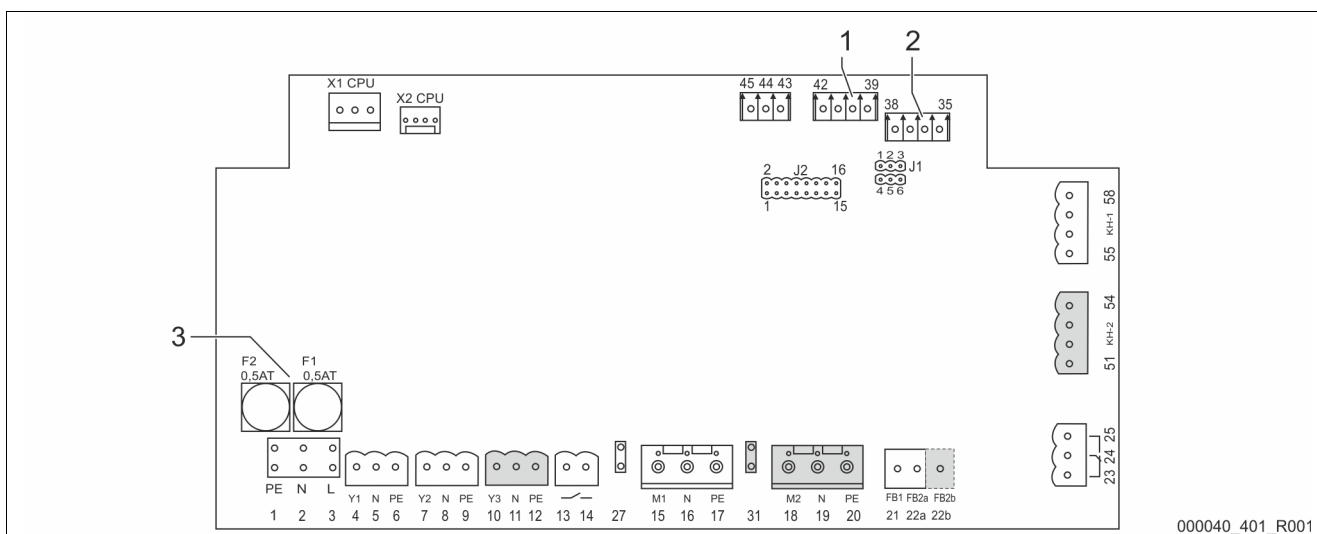 1 2
X1 CPU
X2 CPU
45 44 43
42 39
38 35
1 2 3
J1
4 5 6
2 J2 16
1 15
58
KH-1
55
54
KH-2
51
25
24
23
3
F2 F1
0,5AT 0,5AT
PE N L Y1 N PE Y2 N PE Y3 N PE M1 N PE M2 N PE FB1 FB2a FB2b
1 2 3 4 5 6 7 8 9 10 11 12 13 14 27 15 16 17 31 18 19 20 21 22a 22b
000040_401_R001